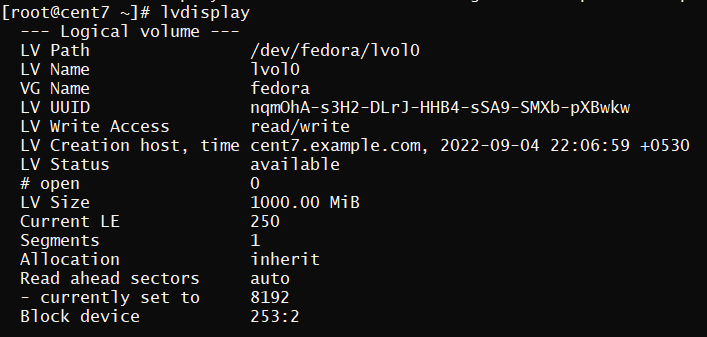 [root@cent7 ~]# lvdisplay
  --- Logical volume ---
  LV Path                /dev/fedora/lvol0
  LV Name                lvol0
  VG Name                fedora
  LV UUID                nqmOhA-s3H2-DLrJ-HHB4-sSA9-SMXb-pXBwkw
  LV Write Access        read/write
  LV Creation host, time cent7.example.com, 2022-09-04 22:06:59 +0530
  LV Status              available
  # open                 0
  LV Size                1000.00 MiB
  Current LE             250
  Segments               1
  Allocation             inherit
  Read ahead sectors     auto
  - currently set to     8192
  Block device           253:2